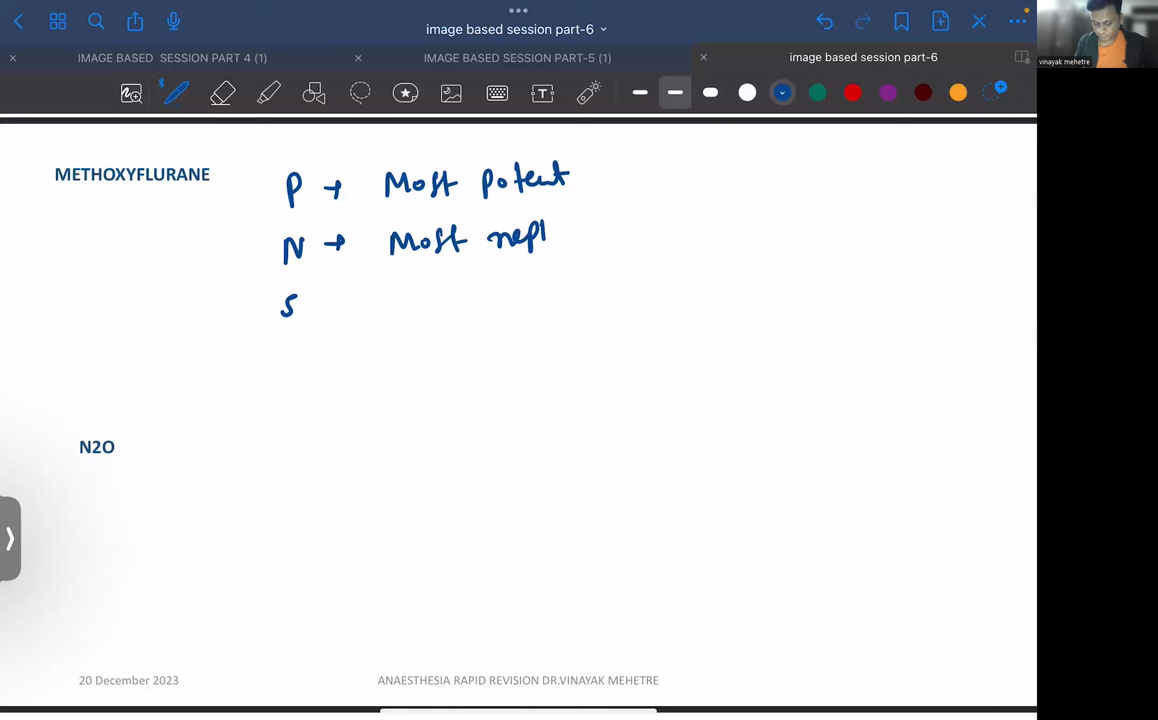 image based session part-6
IMAGE BASED SESSION PART 4 (1)
IMAGE BASED SESSION PART-5 (1)
image based session part-6
vinayak mehetre
METHOXYFLURANE
P → Most potent
N → Most neph
S
N2O
20 December 2023
ANAESTHESIA RAPID REVISION DR.VINAYAK MEHETRE